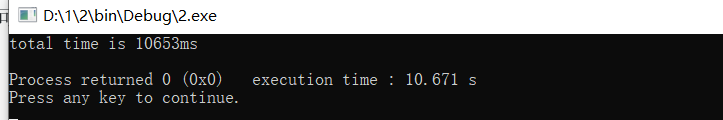 D:\1\2\bin\Debug\2.exe
total time is 10653ms
Process returned 0 (0x0)   execution time : 10.671 s
Press any key to continue.